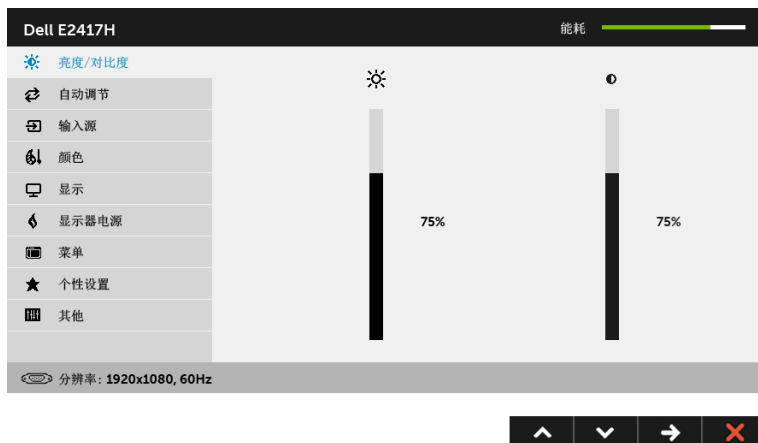 Dell E2417H
能耗
亮度/对比度
自动调节
输入源
颜色
显示
显示器电源
菜单
个性设置
其他
75%
75%
分辨率: 1920x1080, 60Hz